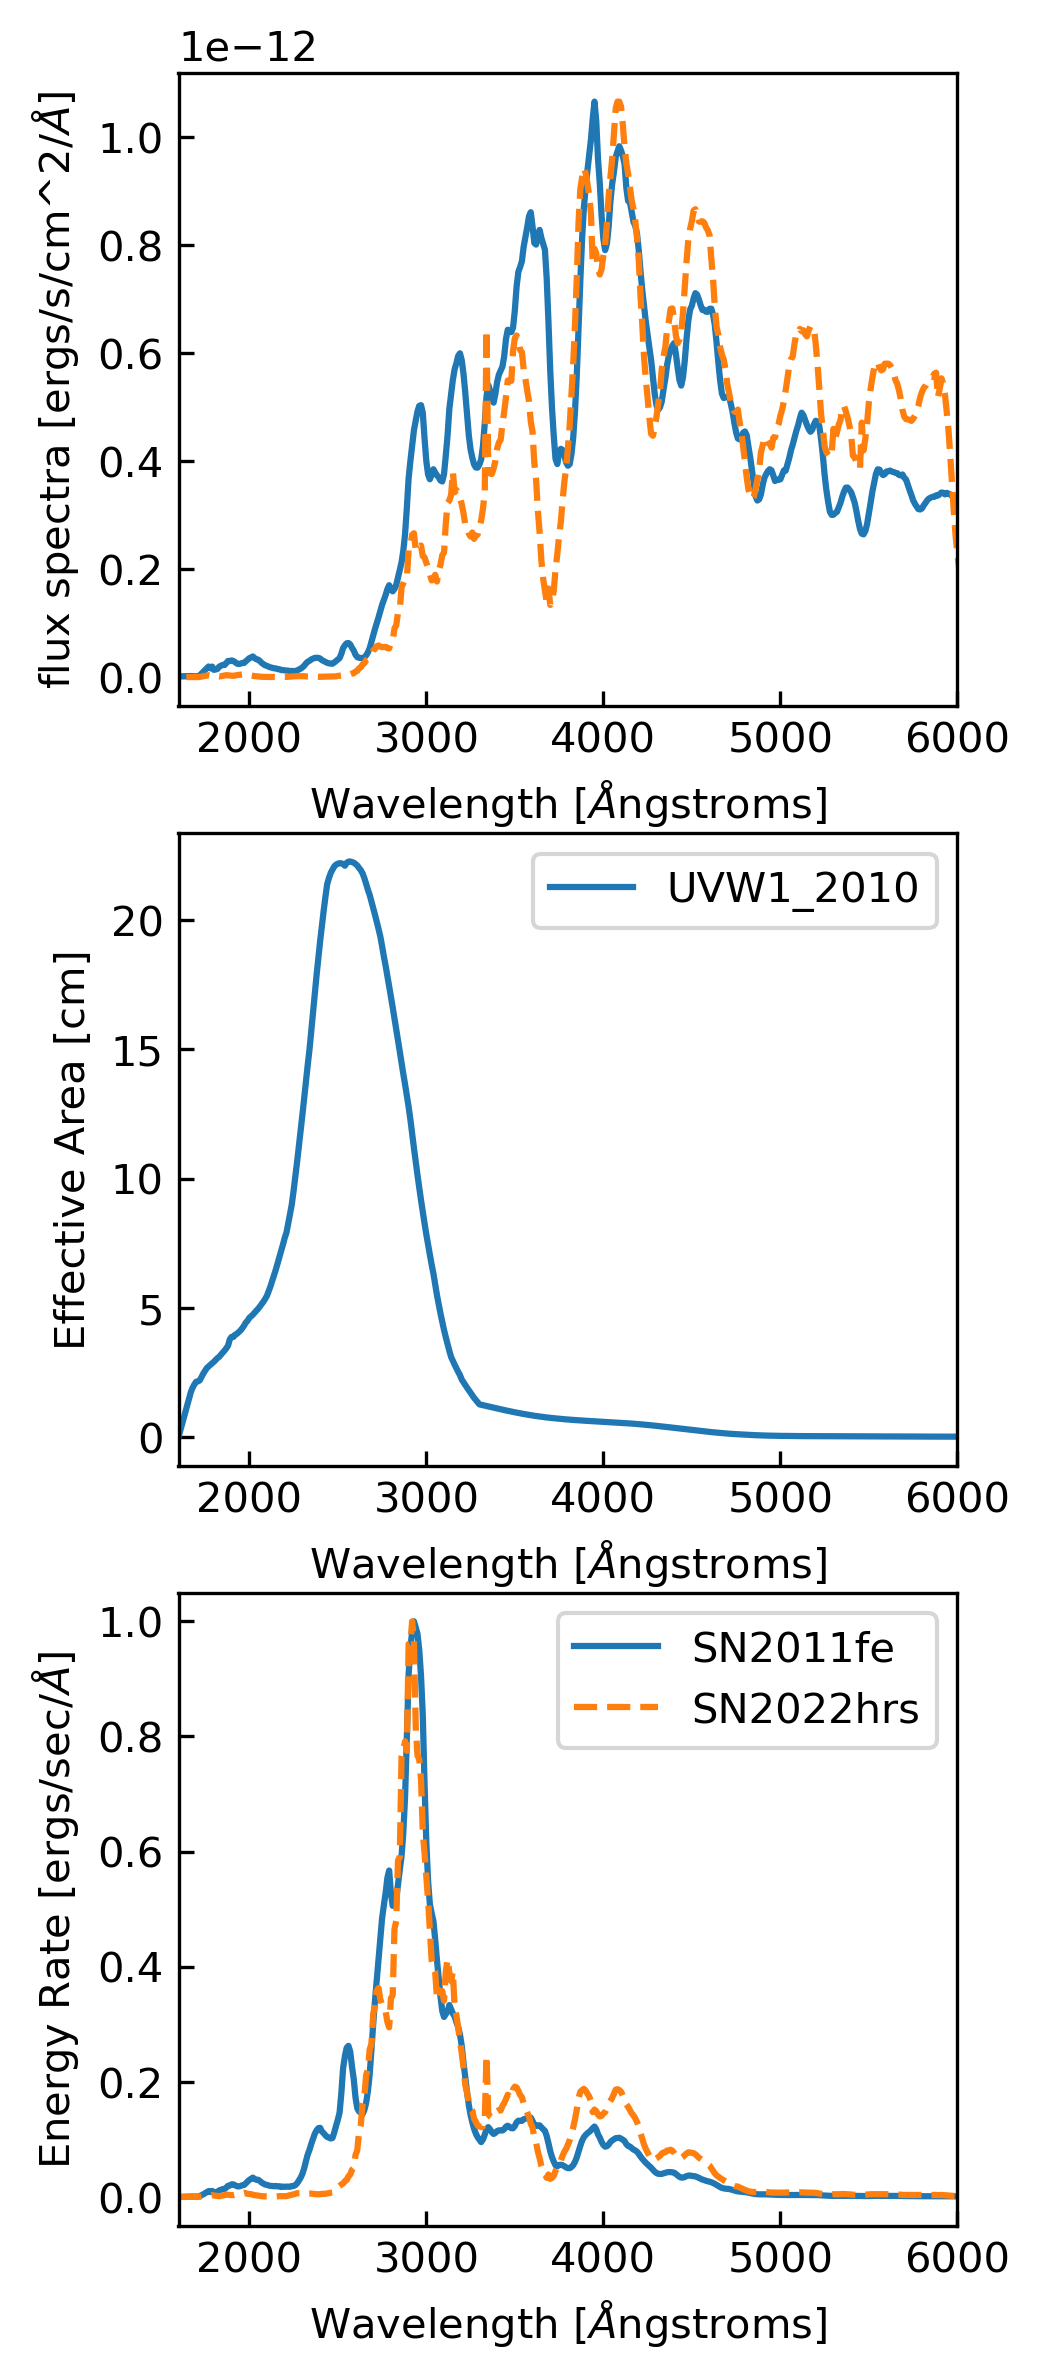 1e−12
flux spectra [ergs/s/cm^2/Å]
1.0
0.8
0.6
0.4
0.2
0.0
2000 3000 4000 5000 6000
Wavelength [Ångstroms]
UVW1_2010
Effective Area [cm]
20
15
10
5
0
2000 3000 4000 5000 6000
Wavelength [Ångstroms]
SN2011fe
SN2022hrs
Energy Rate [ergs/sec/Å]
1.0
0.8
0.6
0.4
0.2
0.0
2000 3000 4000 5000 6000
Wavelength [Ångstroms]